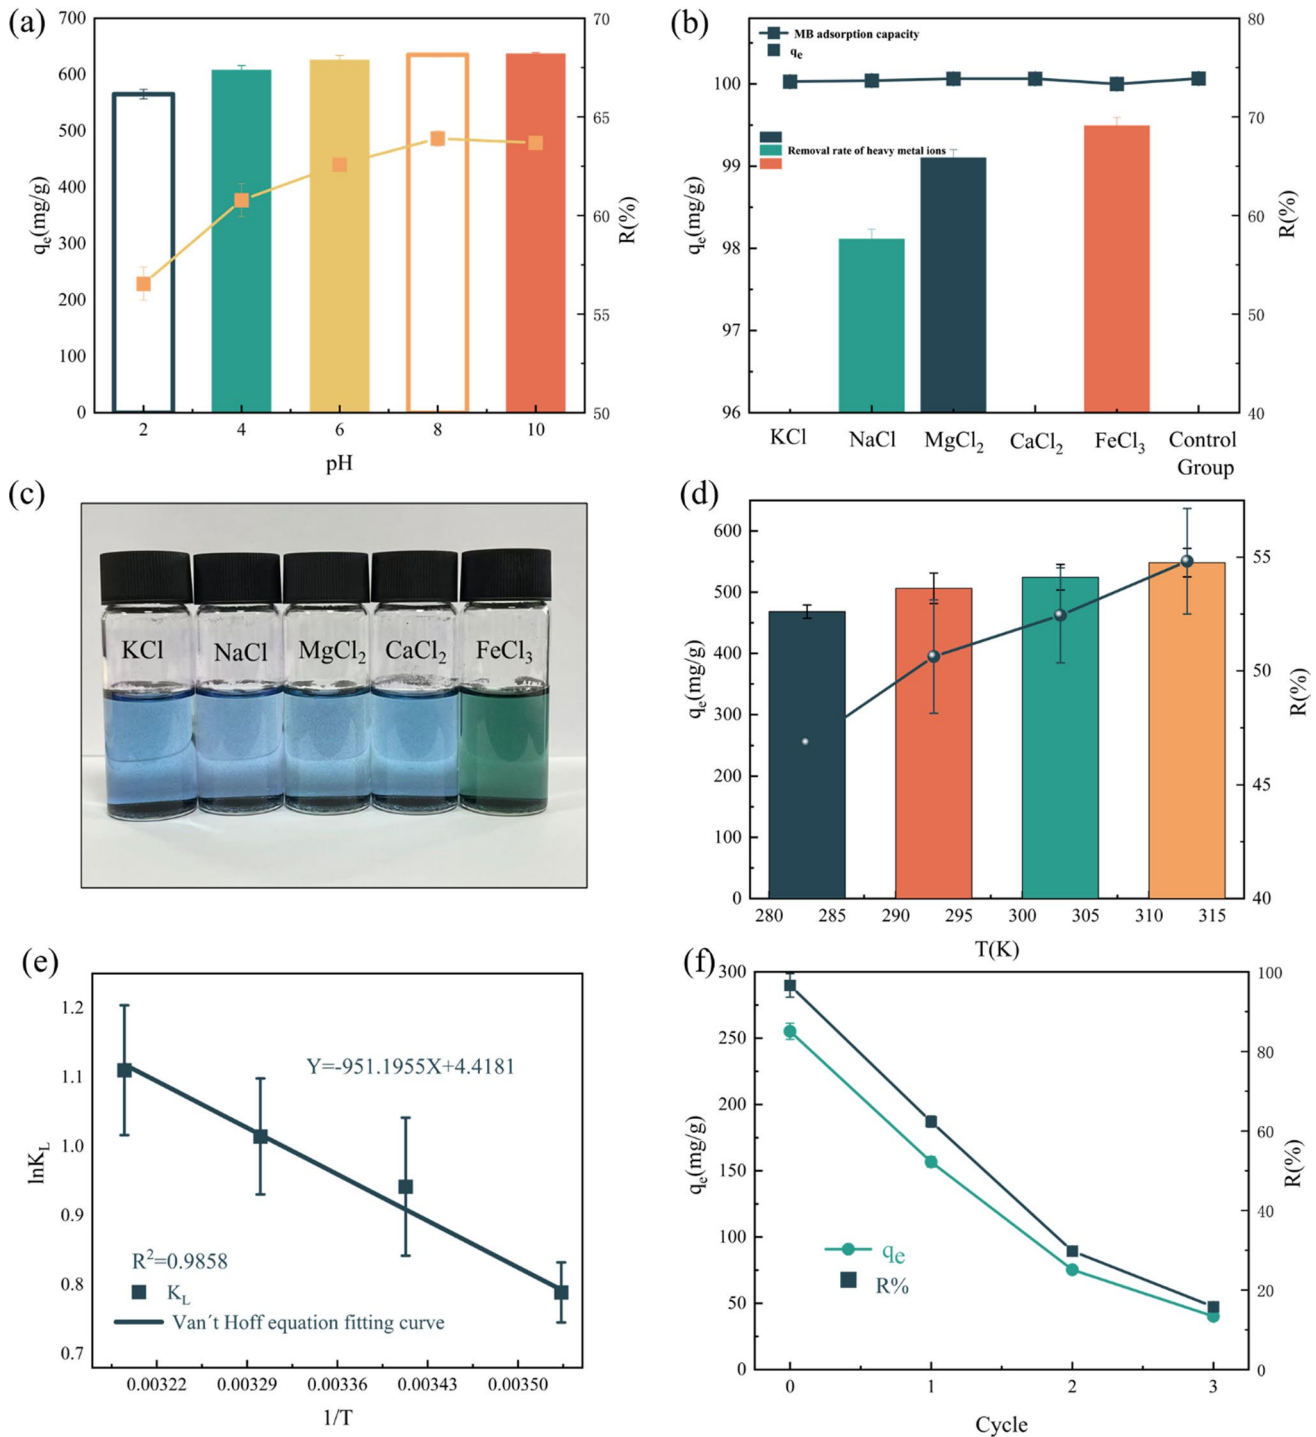 (a)
700
600
500
400
300
200
100
0
qe(mg/g)
70
65
60
55
50
R(%)
2 4 6 8 10
pH
(b)
MB adsorption capacity
qe
Removal rate of heavy metal ions
100
99
98
97
96
qe(mg/g)
80
70
60
50
40
R(%)
KCl NaCl MgCl2 CaCl2 FeCl3 Control
Group
(c)
KCl NaCl MgCl2 CaCl2 FeCl3
(d)
600
500
400
300
200
100
0
qe(mg/g)
55
50
45
40
R(%)
280 285 290 295 300 305 310 315
T(K)
(e)
1.2
1.1
1.0
0.9
0.8
0.7
lnKL
Y=-951.1955X+4.4181
R2=0.9858
KL
Van´t Hoff equation fitting curve
0.00322 0.00329 0.00336 0.00343 0.00350
1/T
(f)
300
250
200
150
100
50
0
qe(mg/g)
100
80
60
40
20
0
R(%)
qe
R%
0 1 2 3
Cycle